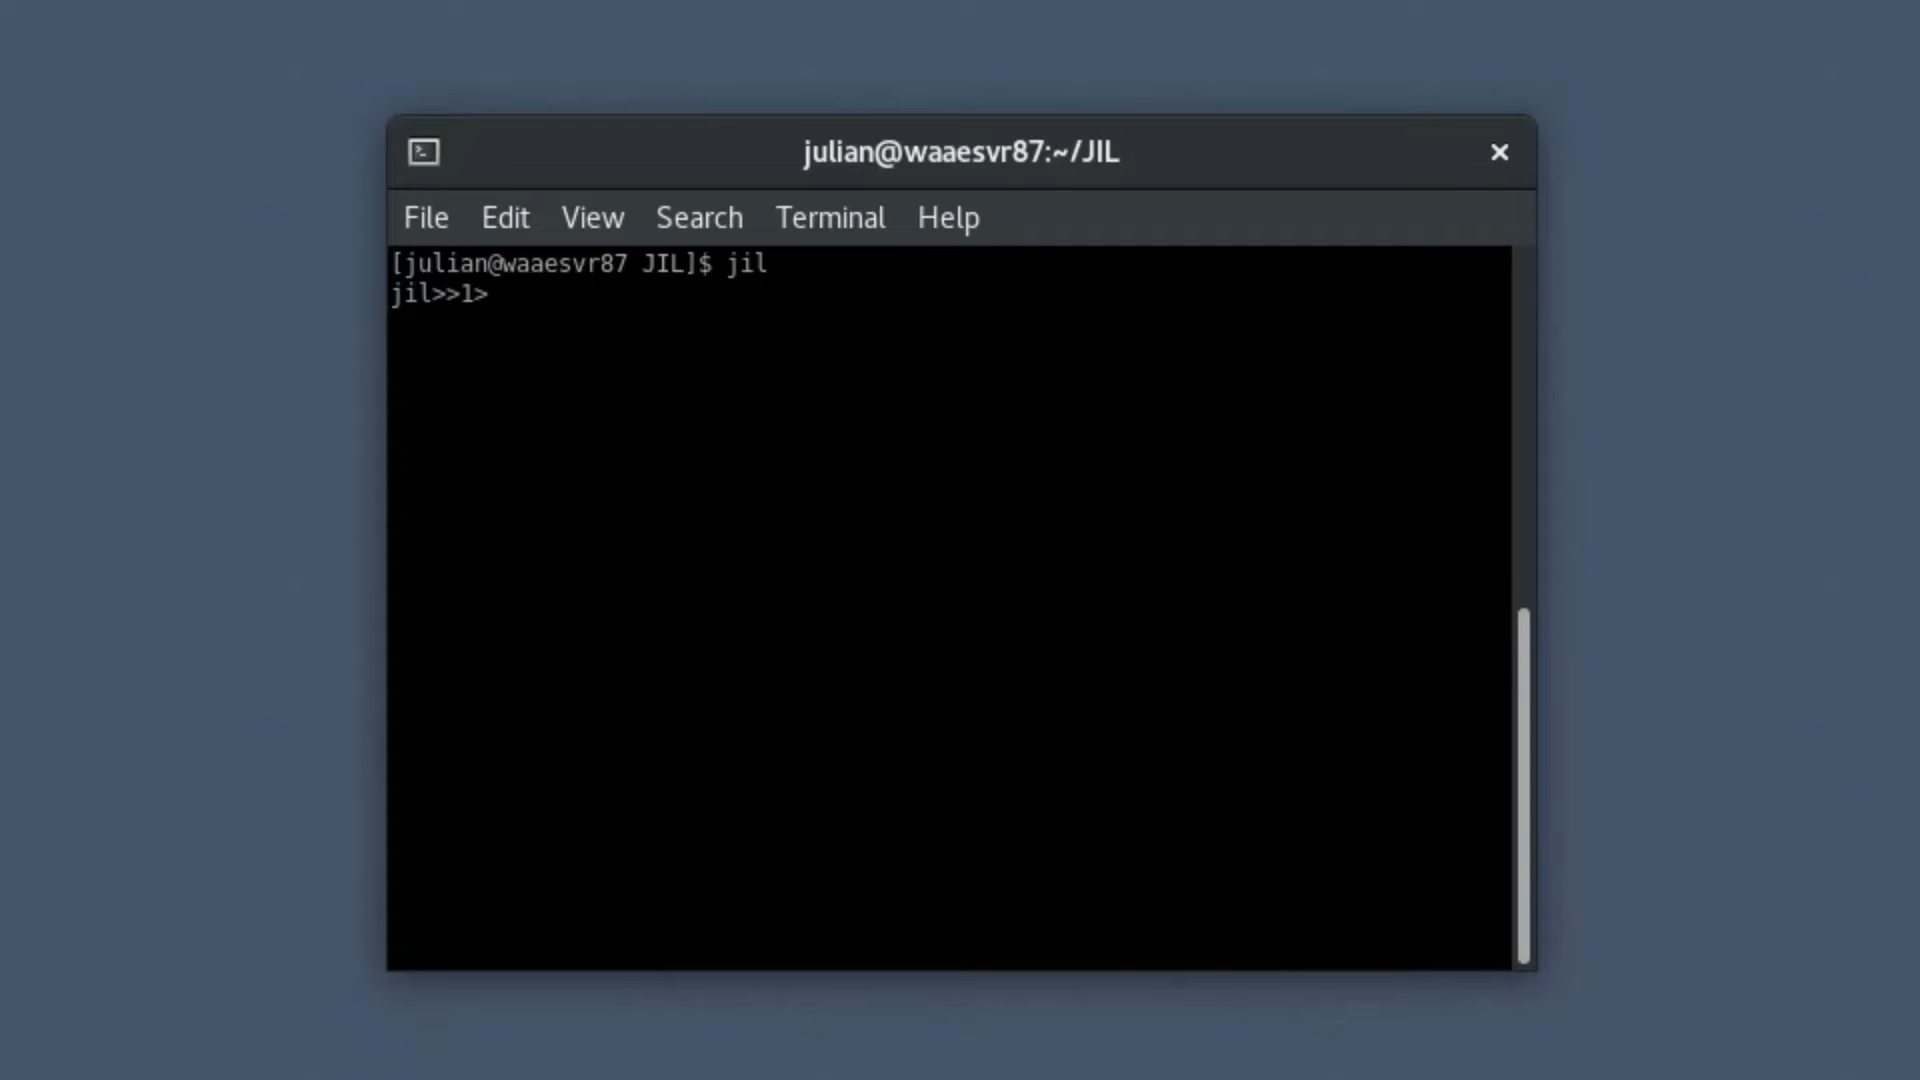 julian@waaesvr87:~/JIL
File Edit View Search Terminal Help
[julian@waaesvr87 JIL]$ jil
jil>>1>